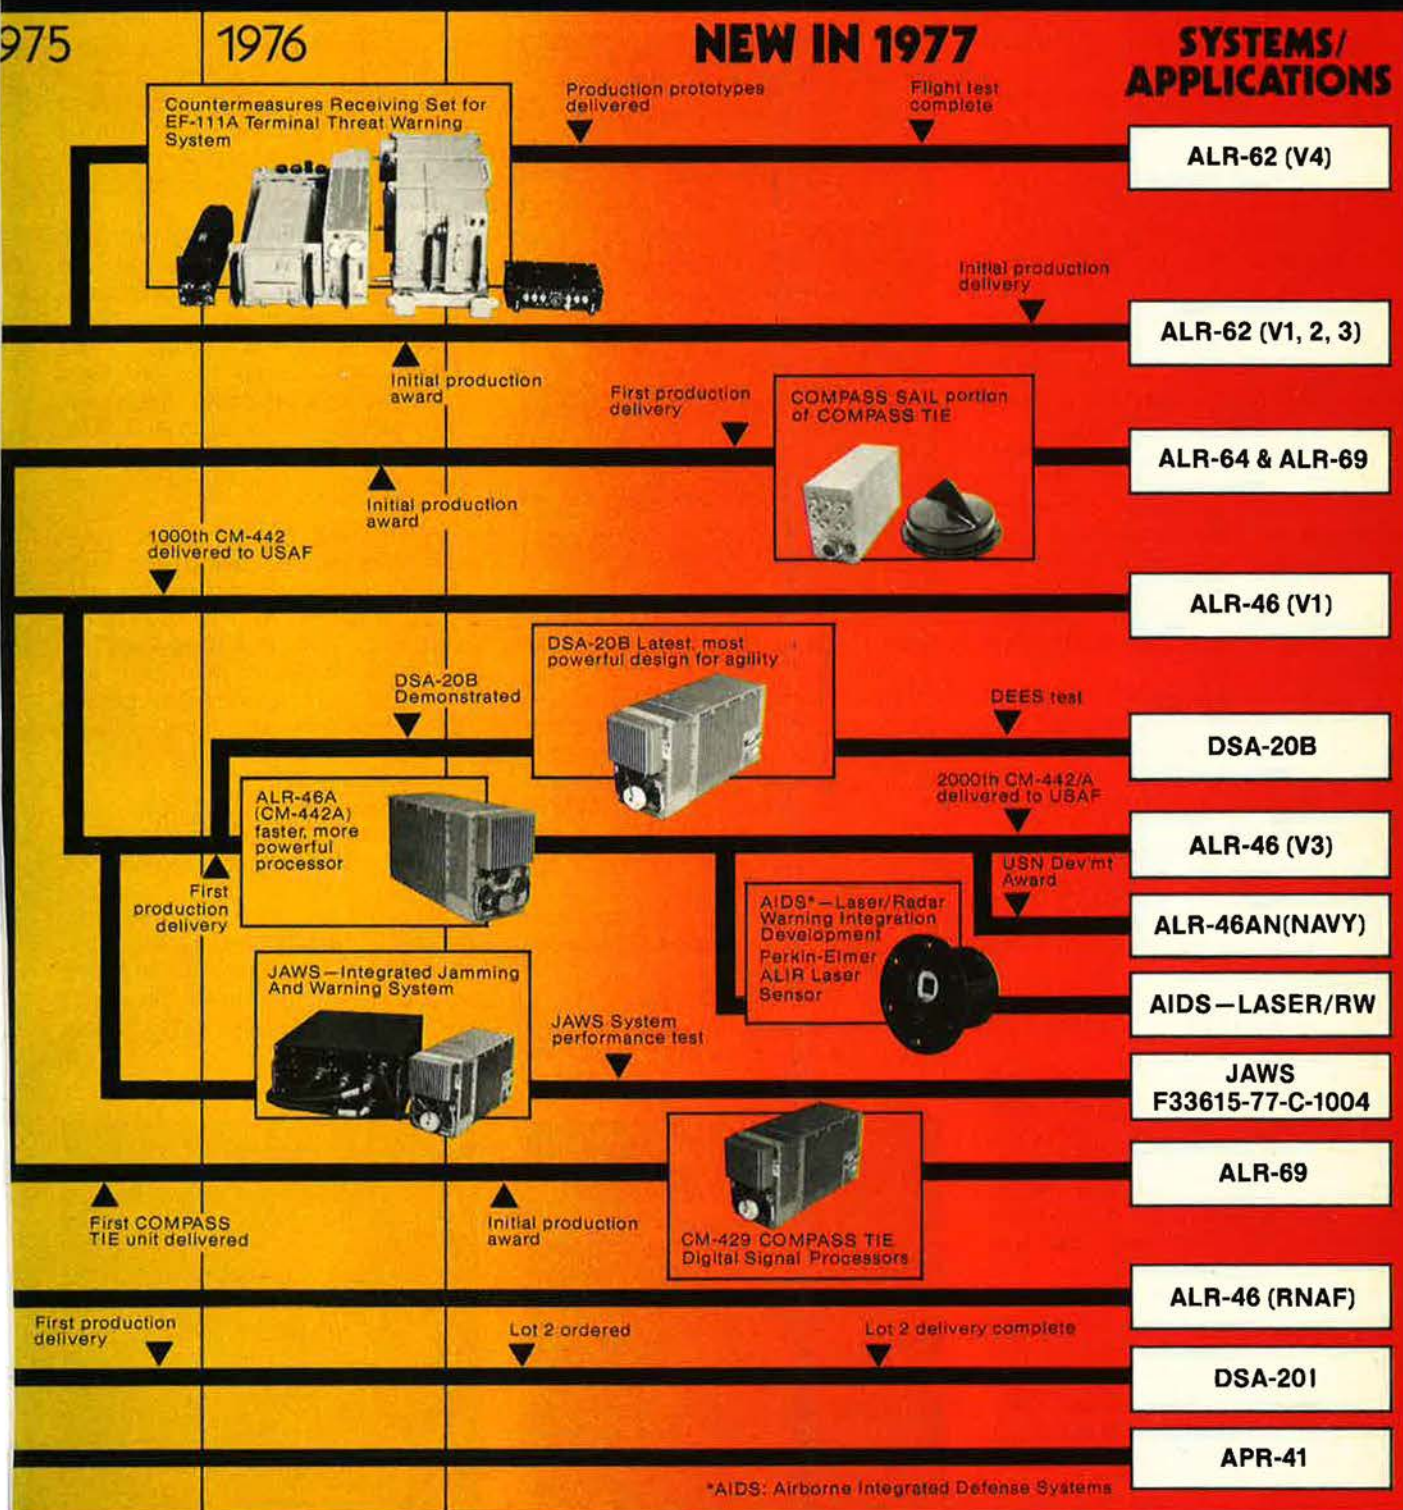 975
1976
NEW IN 1977
SYSTEMS/
APPLICATIONS
Countermeasures Receiving Set for
EF-111A Terminal Threat Warning
System
Production prototypes
delivered
Flight test
complete
ALR-62 (V4)
Initial production
delivery
ALR-62 (V1, 2, 3)
Initial production
award
First production
delivery
COMPASS SAIL portion
of COMPASS TIE
ALR-64 & ALR-69
Initial production
award
1000th CM-442
delivered to USAF
ALR-46 (V1)
DSA-20B Latest, most
powerful design for agility
DSA-20B
Demonstrated
DEES test
DSA-20B
ALR-46A
(CM-442A)
faster, more
powerful
processor
2000th CM-442/A
delivered to USAF
ALR-46 (V3)
First
production
delivery
USN Dev'mt
Award
ALR-46AN(NAVY)
AIDS*—Laser/Radar
Warning Integration
Development
Perkin-Elmer
ALIR Laser
Sensor
AIDS—LASER/RW
JAWS—Integrated Jamming
And Warning System
JAWS System
performance test
JAWS
F33615-77-C-1004
ALR-69
First COMPASS
TIE unit delivered
Initial production
award
CM-429 COMPASS TIE
Digital Signal Processors
ALR-46 (RNAF)
First production
delivery
Lot 2 ordered
Lot 2 delivery complete
DSA-20I
APR-41
*AIDS: Airborne Integrated Defense Systems